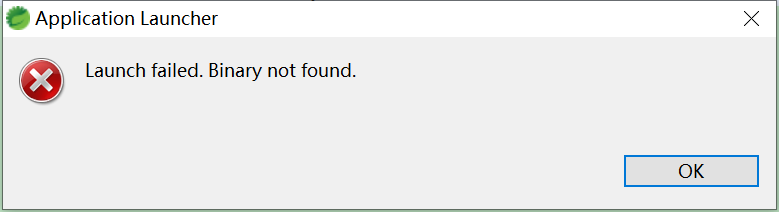 Application Launcher
Launch failed. Binary not found.
OK